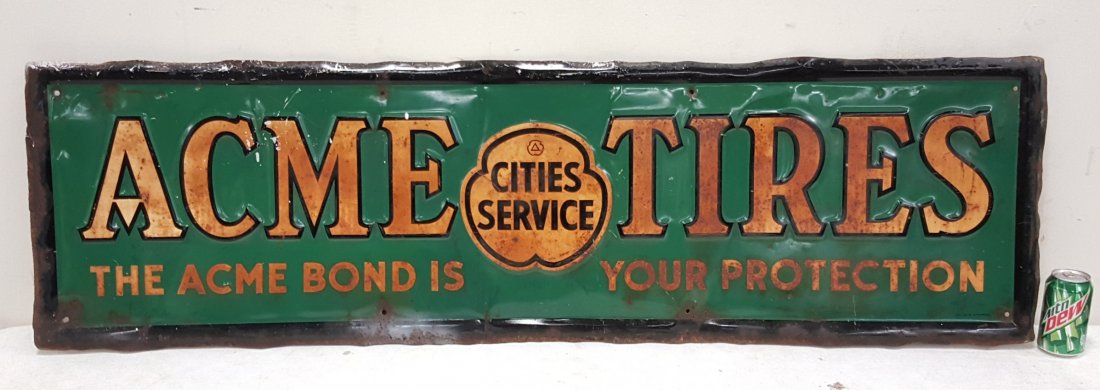 ACME TIRES
CITIES
SERVICE
THE ACME BOND IS YOUR PROTECTION
Mtn
DEW